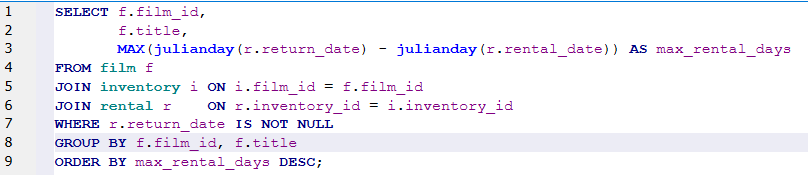 1 SELECT f.film_id,
2 f.title,
3 MAX(julianday(r.return_date) - julianday(r.rental_date)) AS max_rental_days
4 FROM film f
5 JOIN inventory i ON i.film_id = f.film_id
6 JOIN rental r    ON r.inventory_id = i.inventory_id
7 WHERE r.return_date IS NOT NULL
8 GROUP BY f.film_id, f.title
9 ORDER BY max_rental_days DESC;